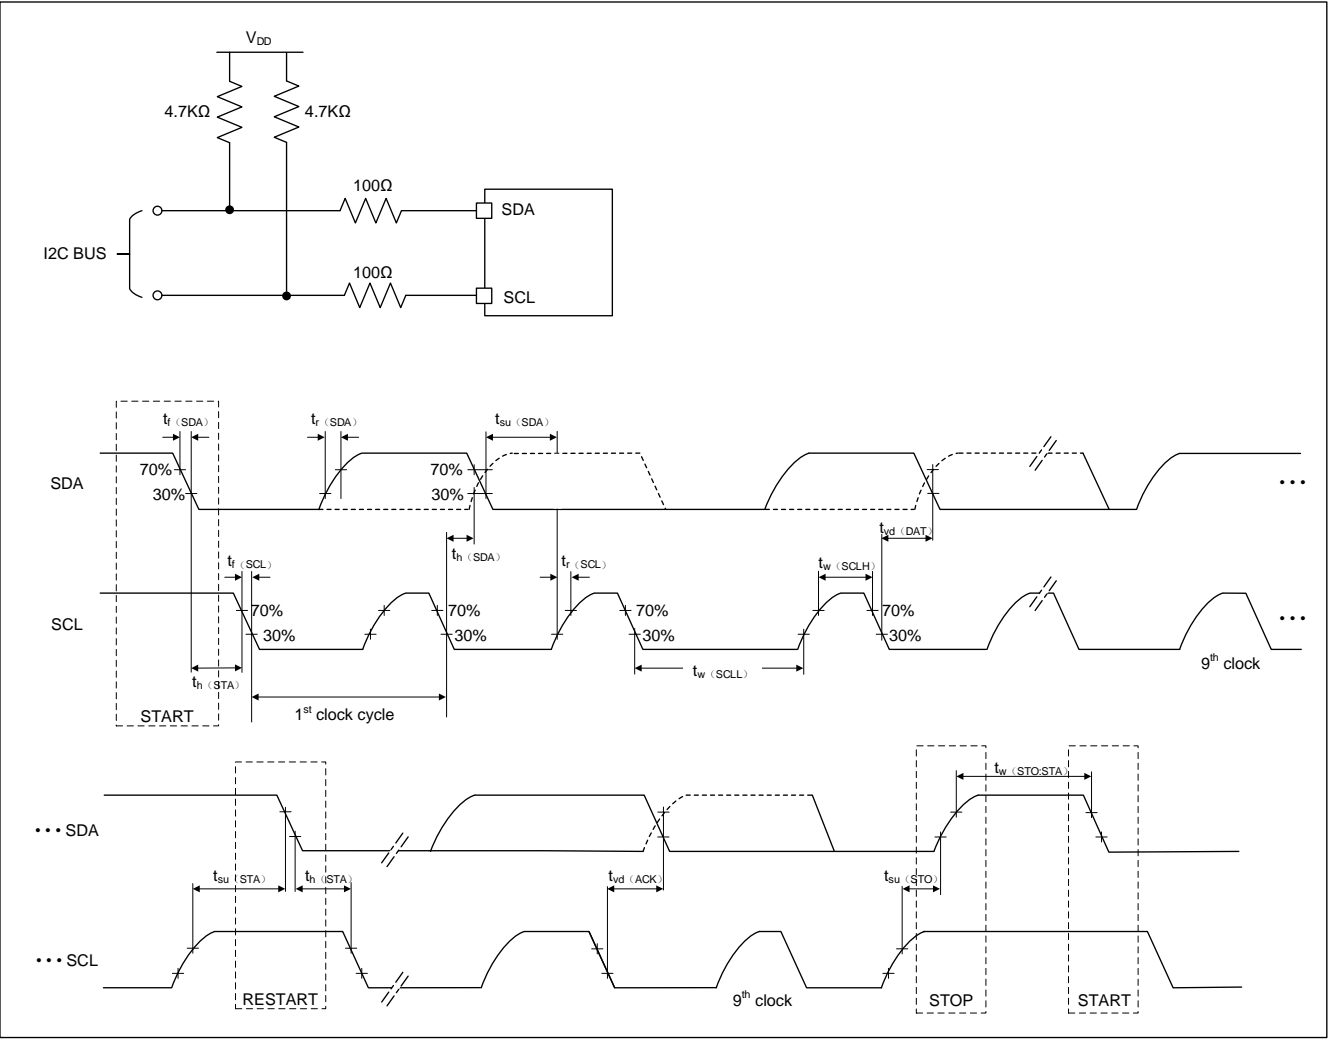 VDD
4.7KΩ 4.7KΩ
100Ω
SDA
I2C BUS
100Ω
SCL
tf（SDA） tr（SDA） tsu（SDA）
70% 70%
SDA
30% 30%
•••
tvd（DAT）
th（SDA）
tf（SCL） tr（SCL） tw（SCLH）
70% 70% 70% 70%
SCL
•••
30% 30% 30% 30%
9th clock
tw（SCLL）
th（STA）
START 1st clock cycle
tw（STO:STA）
•••SDA
tsu（STA） th（STA） tvd（ACK） tsu（STO）
•••SCL
RESTART 9th clock STOP START